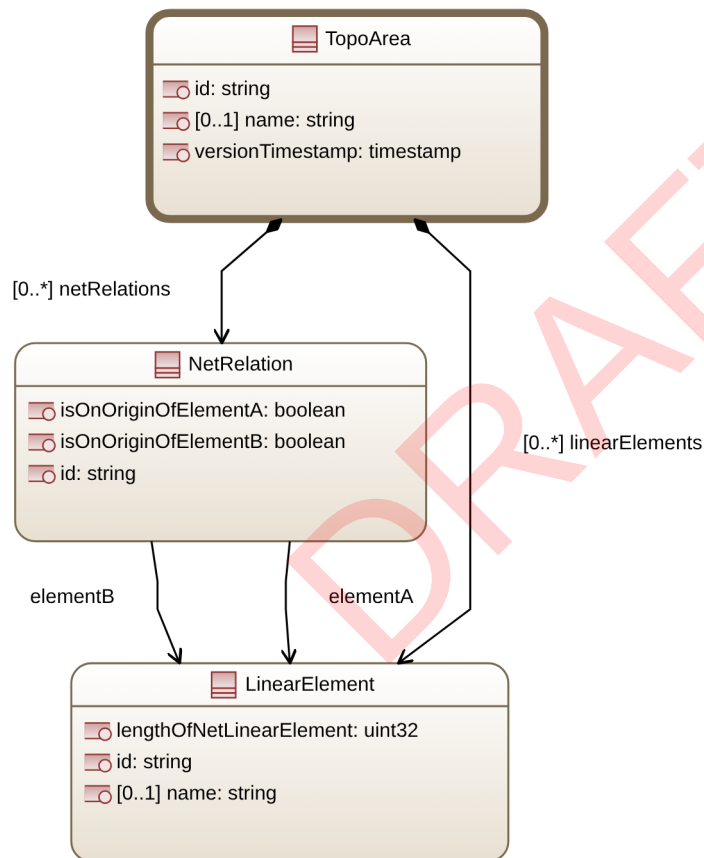 TopoArea
id: string
[0..1] name: string
versionTimestamp: timestamp
[0..*] netRelations
NetRelation
isOnOriginOfElementA: boolean
isOnOriginOfElementB: boolean
id: string
[0..*] linearElements
elementB
elementA
LinearElement
lengthOfNetLinearElement: uint32
id: string
[0..1] name: string
DRAFT